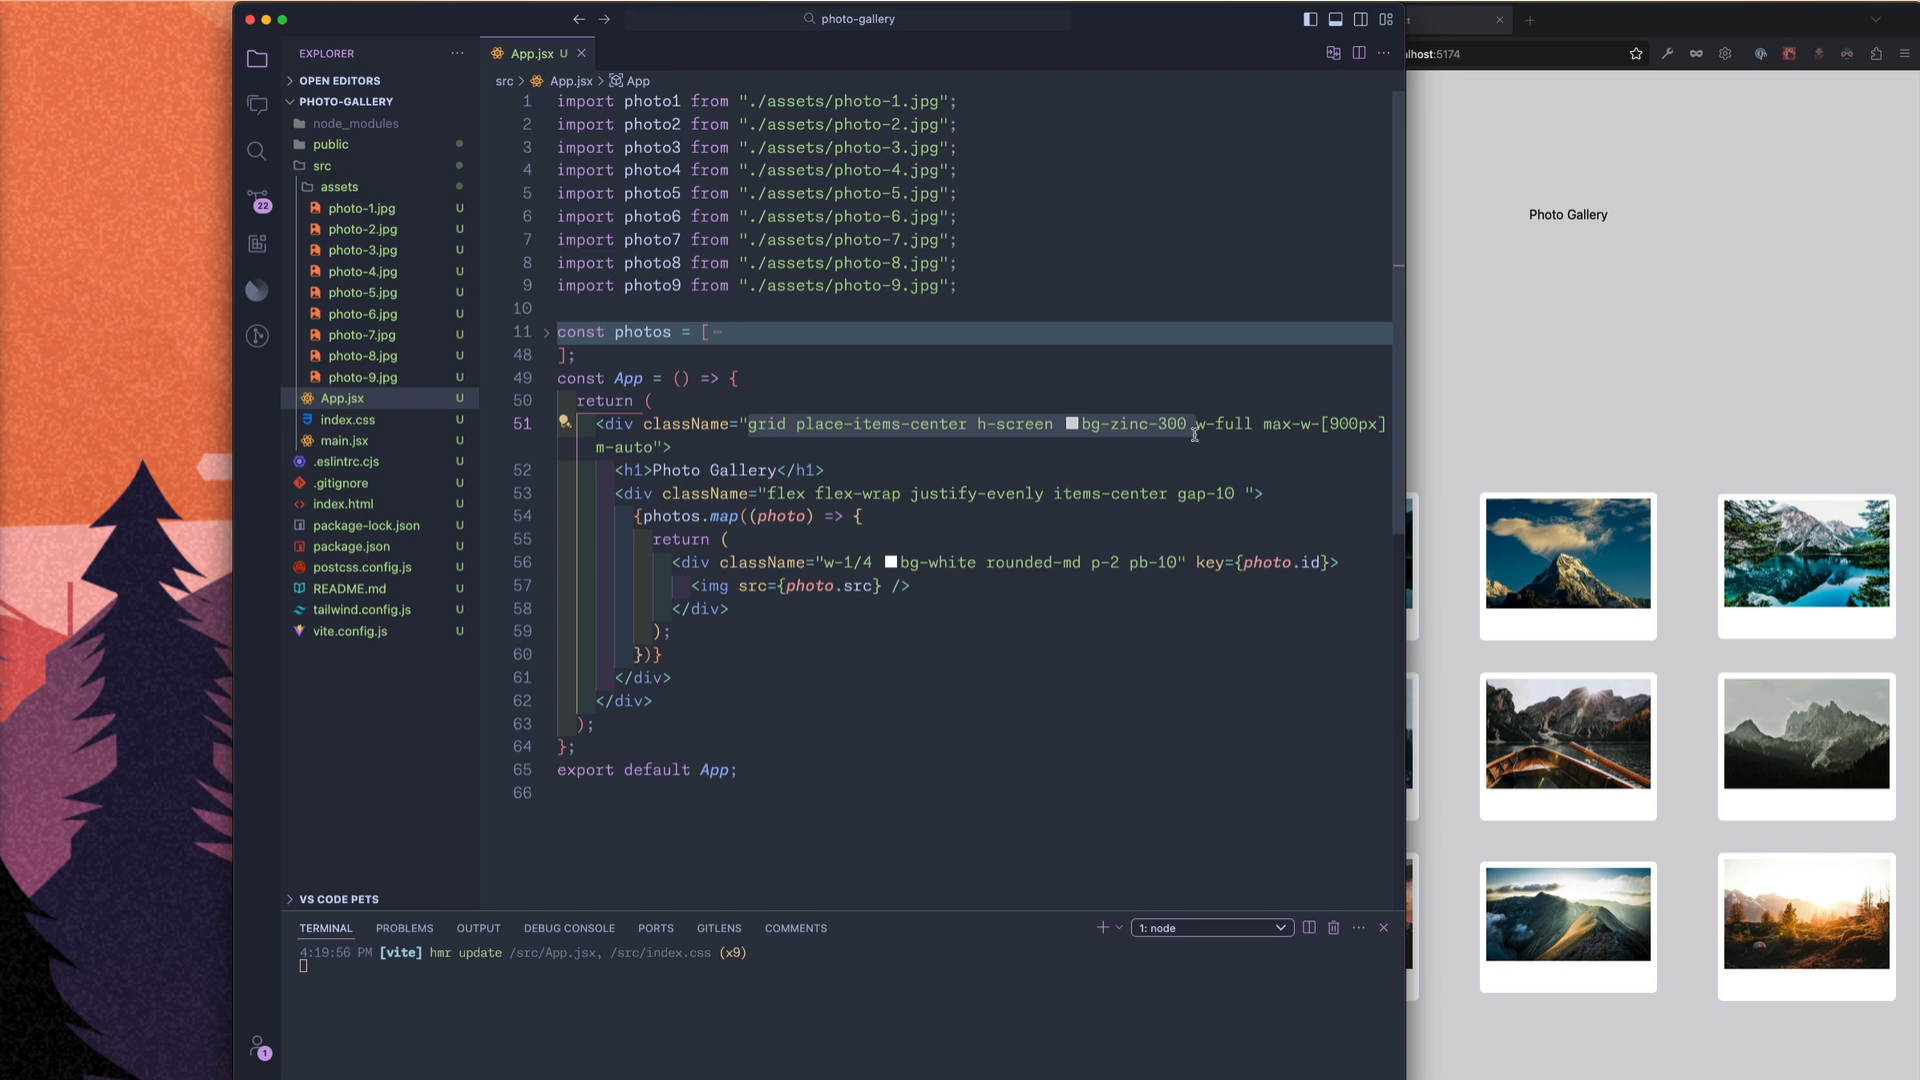 photo-gallery
EXPLORER
OPEN EDITORS
PHOTO-GALLERY
node_modules
public
src
assets
photo-1.jpg U
photo-2.jpg U
photo-3.jpg U
photo-4.jpg U
photo-5.jpg U
photo-6.jpg U
photo-7.jpg U
photo-8.jpg U
photo-9.jpg U
App.jsx U
index.css U
main.jsx U
.eslintrc.cjs U
.gitignore U
index.html U
package-lock.json U
package.json U
postcss.config.js U
README.md U
tailwind.config.js U
vite.config.js U
VS CODE PETS
22
1
App.jsx U
src > App.jsx > App
1 import photo1 from "./assets/photo-1.jpg";
2 import photo2 from "./assets/photo-2.jpg";
3 import photo3 from "./assets/photo-3.jpg";
4 import photo4 from "./assets/photo-4.jpg";
5 import photo5 from "./assets/photo-5.jpg";
6 import photo6 from "./assets/photo-6.jpg";
7 import photo7 from "./assets/photo-7.jpg";
8 import photo8 from "./assets/photo-8.jpg";
9 import photo9 from "./assets/photo-9.jpg";
10
11 const photos = [ ⋯
48 ];
49 const App = () => {
50 return (
51 <div className="grid place-items-center h-screen bg-zinc-300 w-full max-w-[900px]
m-auto">
52 <h1>Photo Gallery</h1>
53 <div className="flex flex-wrap justify-evenly items-center gap-10 ">
54 {photos.map((photo) => {
55 return (
56 <div className="w-1/4 bg-white rounded-md p-2 pb-10" key={photo.id}>
57 <img src={photo.src} />
58 </div>
59 );
60 })}
61 </div>
62 </div>
63 );
64 };
65 export default App;
66
TERMINAL PROBLEMS OUTPUT DEBUG CONSOLE PORTS GITLENS COMMENTS
1: node
4:19:56 PM [vite] hmr update /src/App.jsx, /src/index.css (x9)
lhost:5174
Photo Gallery